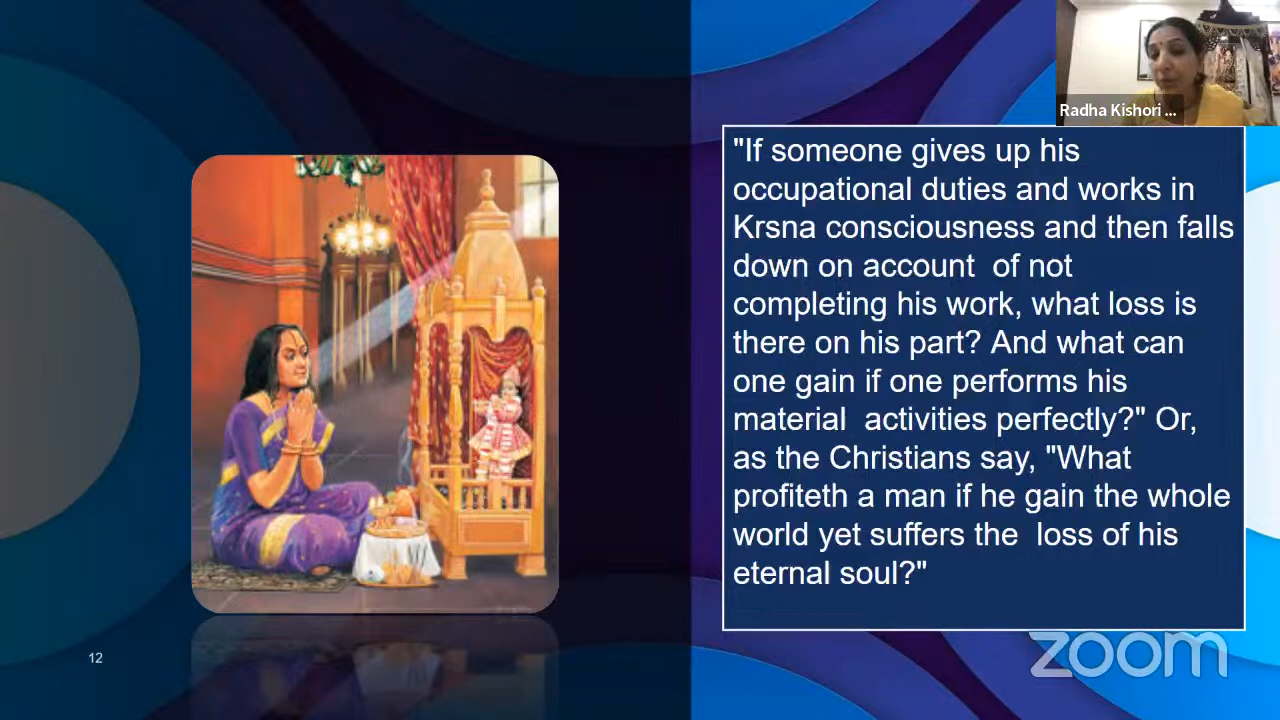 Radha Kishori ...
"If someone gives up his
occupational duties and works in
Krsna consciousness and then falls
down on account  of not
completing his work, what loss is
there on his part? And what can
one gain if one performs his
material  activities perfectly?" Or,
as the Christians say, "What
profiteth a man if he gain the whole
world yet suffers the  loss of his
eternal soul?"
12
zoom